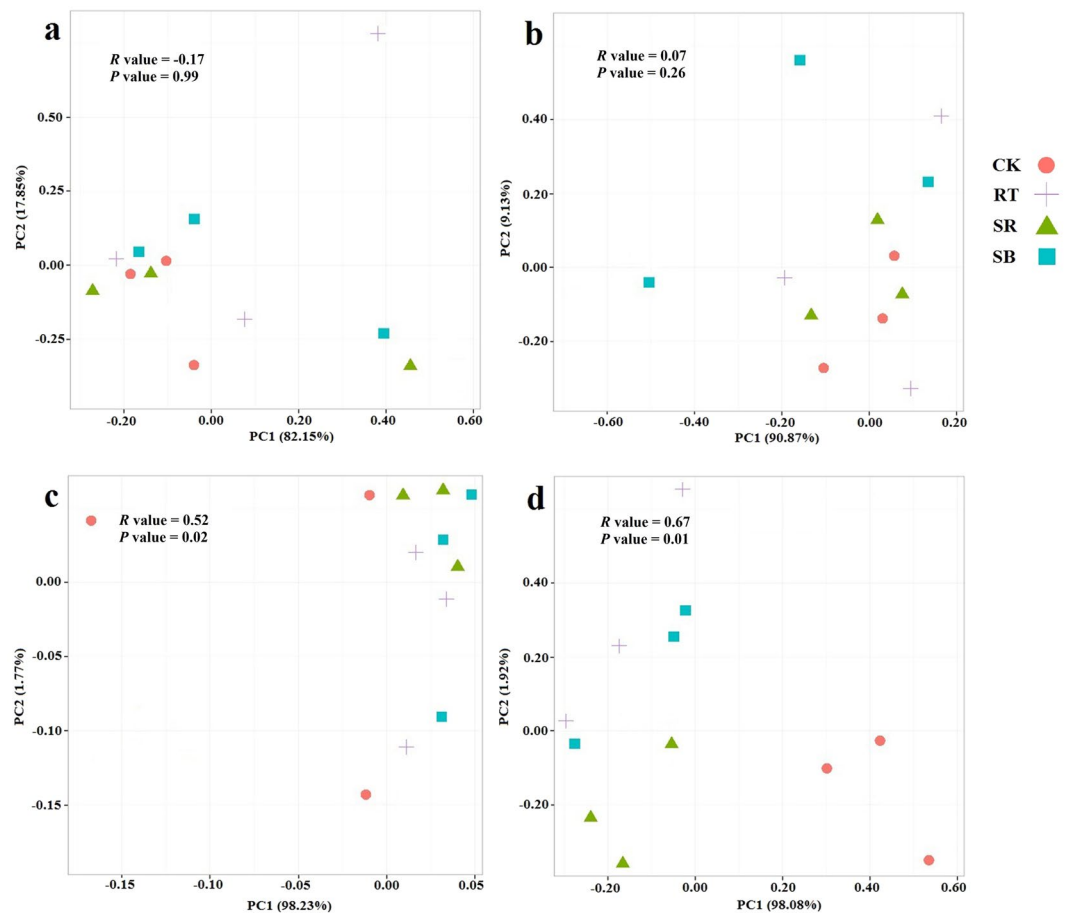 a
R value = -0.17
P value = 0.99
0.50
0.25
0.00
-0.25
PC2 (17.85%)
-0.20 0.00 0.20 0.40 0.60
PC1 (82.15%)
b
R value = 0.07
P value = 0.26
0.40
0.20
0.00
-0.20
PC2 (9.13%)
-0.60 -0.40 -0.20 0.00 0.20
PC1 (90.87%)
CK
RT
SR
SB
c
R value = 0.52
P value = 0.02
0.00
-0.05
-0.10
-0.15
PC2 (1.77%)
-0.15 -0.10 -0.05 0.00 0.05
PC1 (98.23%)
d
R value = 0.67
P value = 0.01
0.40
0.20
0.00
-0.20
PC2 (1.92%)
-0.20 0.00 0.20 0.40 0.60
PC1 (98.08%)